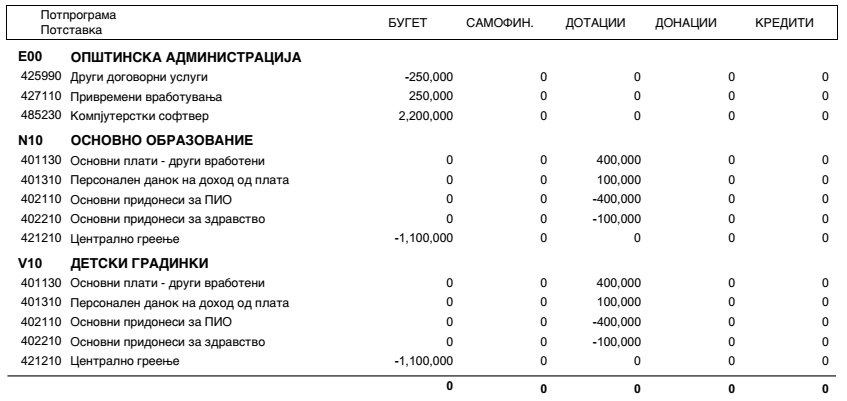 Потпрограма
Потставка БУГЕТ САМОФИН. ДОТАЦИИ ДОНАЦИИ КРЕДИТИ
E00 ОПШТИНСКА АДМИНИСТРАЦИЈА
425990 Други договорни услуги -250,000 0 0 0 0
427110 Привремени вработувања 250,000 0 0 0 0
485230 Компјутерстки софтвер 2,200,000 0 0 0 0
N10 ОСНОВНО ОБРАЗОВАНИЕ
401130 Основни плати - други вработени 0 0 400,000 0 0
401310 Персонален данок на доход од плата 0 0 100,000 0 0
402110 Основни придонеси за ПИО 0 0 -400,000 0 0
402210 Основни придонеси за здравство 0 0 -100,000 0 0
421210 Централно греење -1,100,000 0 0 0 0
V10 ДЕТСКИ ГРАДИНКИ
401130 Основни плати - други вработени 0 0 400,000 0 0
401310 Персонален данок на доход од плата 0 0 100,000 0 0
402110 Основни придонеси за ПИО 0 0 -400,000 0 0
402210 Основни придонеси за здравство 0 0 -100,000 0 0
421210 Централно греење -1,100,000 0 0 0 0
0 0 0 0 0